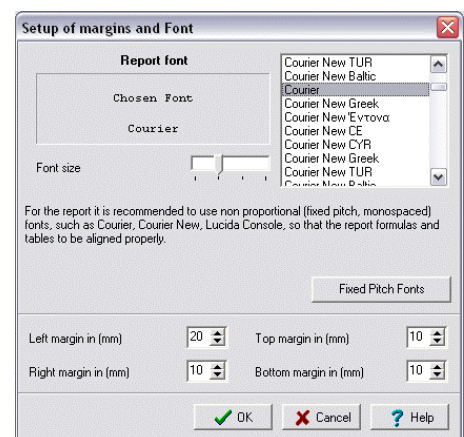 Setup of margins and Font
Report font
Chosen Font
Courier
Font size
Courier New TUR
Courier New Baltic
Courier
Courier New Greek
Courier New Έντονα
Courier New CE
Courier New CYR
Courier New Greek
Courier New TUR
Courier New Baltic
For the report it is recommended to use non proportional (fixed pitch, monospaced)
fonts, such as Courier, Courier New, Lucida Console, so that the report formulas and
tables to be aligned properly.
Fixed Pitch Fonts
Left margin in (mm) 20 Top margin in (mm) 10
Right margin in (mm) 10 Bottom margin in (mm) 10
OK Cancel Help